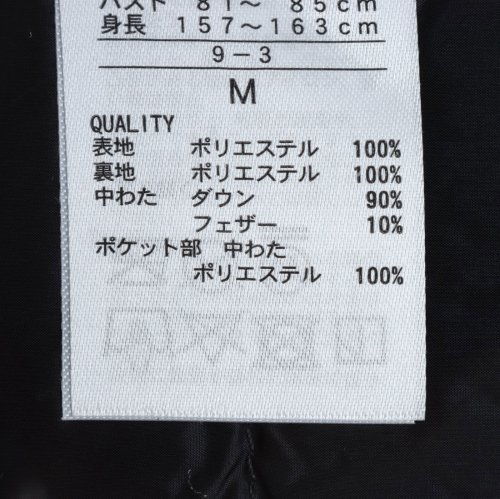 バスト 81〜 85cm
身長 157〜163cm
9-3
M
QUALITY
表地 ポリエステル 100%
裏地 ポリエステル 100%
中わた ダウン 90%
フェザー 10%
ポケット部 中わた
ポリエステル 100%